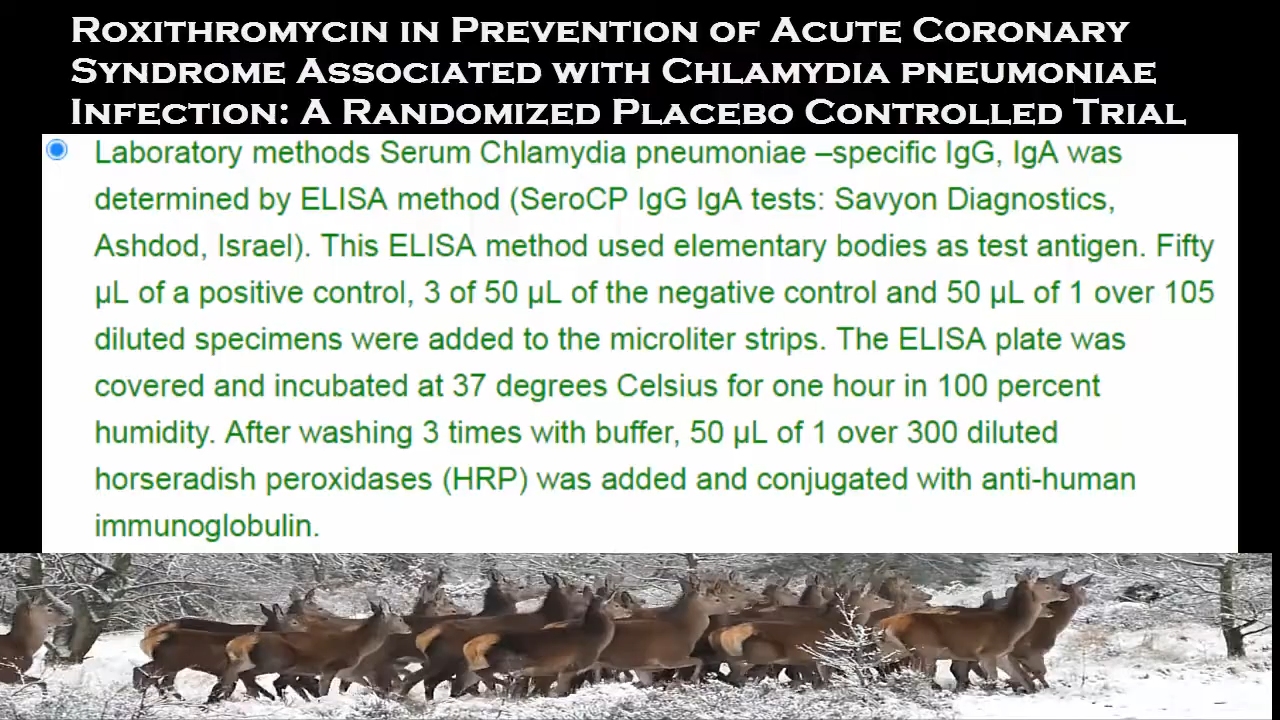 Roxithromycin in Prevention of Acute Coronary
Syndrome Associated with Chlamydia pneumoniae
Infection: A Randomized Placebo Controlled Trial
Laboratory methods Serum Chlamydia pneumoniae –specific IgG, IgA was
determined by ELISA method (SeroCP IgG IgA tests: Savyon Diagnostics,
Ashdod, Israel). This ELISA method used elementary bodies as test antigen. Fifty
μL of a positive control, 3 of 50 μL of the negative control and 50 μL of 1 over 105
diluted specimens were added to the microliter strips. The ELISA plate was
covered and incubated at 37 degrees Celsius for one hour in 100 percent
humidity. After washing 3 times with buffer, 50 μL of 1 over 300 diluted
horseradish peroxidases (HRP) was added and conjugated with anti-human
immunoglobulin.